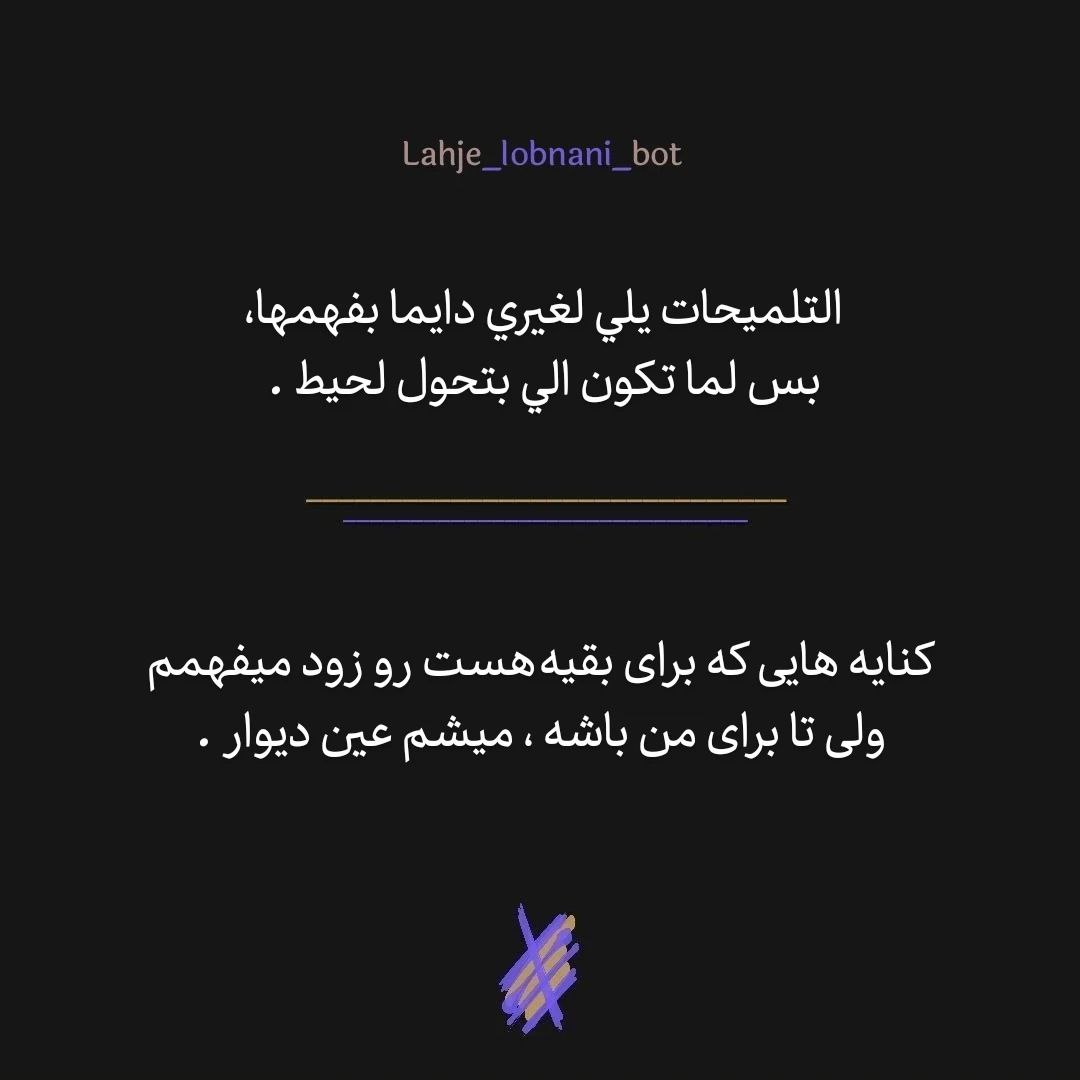 Lahje_lobnani_bot
التلميحات يلي لغيري دايما بفهمها،
بس لما تكون الي بتحول لحيط .
کنایه هایی که برای بقیه هست رو زود میفهمم
ولی تا برای من باشه ، میشم عین دیوار .